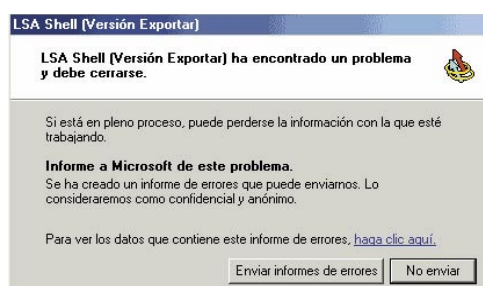 LSA Shell (Versión Exportar)
LSA Shell (Versión Exportar) ha encontrado un problema
y debe cerrarse.
Si está en pleno proceso, puede perderse la información con la que esté
trabajando.
Informe a Microsoft de este problema.
Se ha creado un informe de errores que puede enviarnos. Lo
consideraremos como confidencial y anónimo.
Para ver los datos que contiene este informe de errores, haga clic aquí.
Enviar informes de errores No enviar